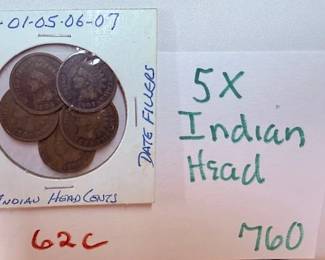 -01-05-06-07
DATE FILLERS
INDIAN HEAD CENTS
62C
5X
Indian
Head
760